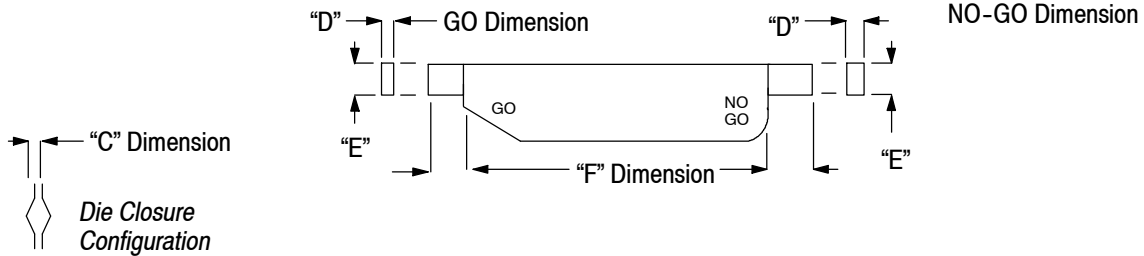 “D” GO Dimension “D” NO-GO Dimension
GO
NO
GO
“E”
“E”
“C” Dimension
“F” Dimension
Die Closure
Configuration